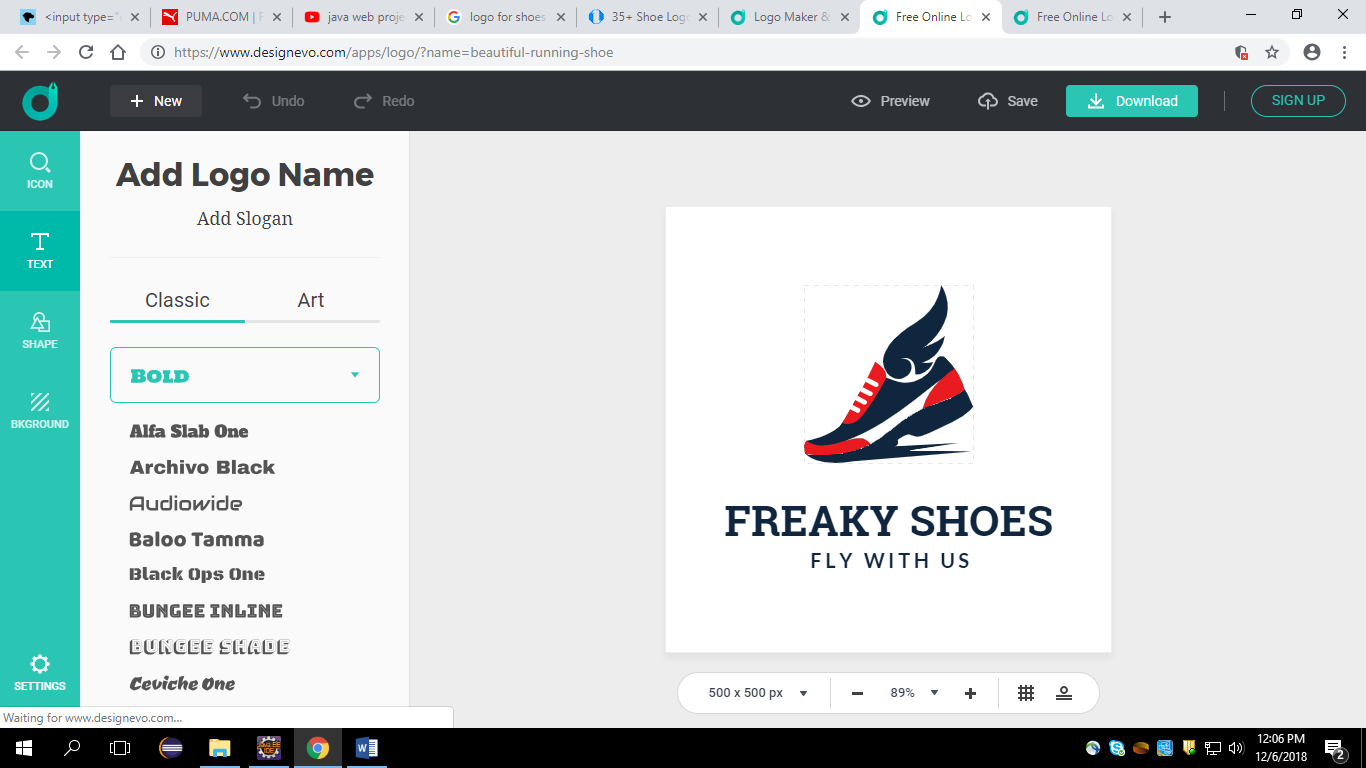 <input type="
PUMA.COM | F
java web proje
logo for shoes
35+ Shoe Logo
Logo Maker &
Free Online Lo
Free Online Lo
https://www.designevo.com/apps/logo/?name=beautiful-running-shoe
New
Undo
Redo
Preview
Save
Download
SIGN UP
ICON
TEXT
SHAPE
BKGROUND
SETTINGS
Add Logo Name
Add Slogan
Classic
Art
BOLD
Alfa Slab One
Archivo Black
Audiowide
Baloo Tamma
Black Ops One
BUNGEE INLINE
BUNGEE SHADE
Ceviche One
FREAKY SHOES
FLY WITH US
500 x 500 px
89%
Waiting for www.designevo.com...
12:06 PM
12/6/2018
2